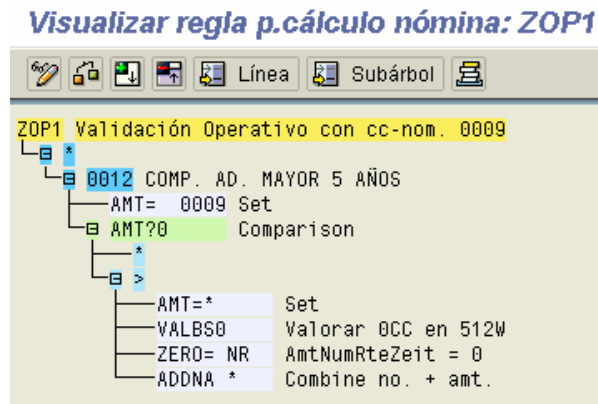 Visualizar regla p.cálculo nómina: ZOP1
Línea Subárbol
ZOP1 Validación Operativo con cc-nom. 0009
*
0012 COMP. AD. MAYOR 5 AÑOS
AMT= 0009 Set
AMT?0 Comparison
*
>
AMT=* Set
VALBS0 Valorar 0CC en 512W
ZERO= NR AmtNumRteZeit = 0
ADDNA * Combine no. + amt.